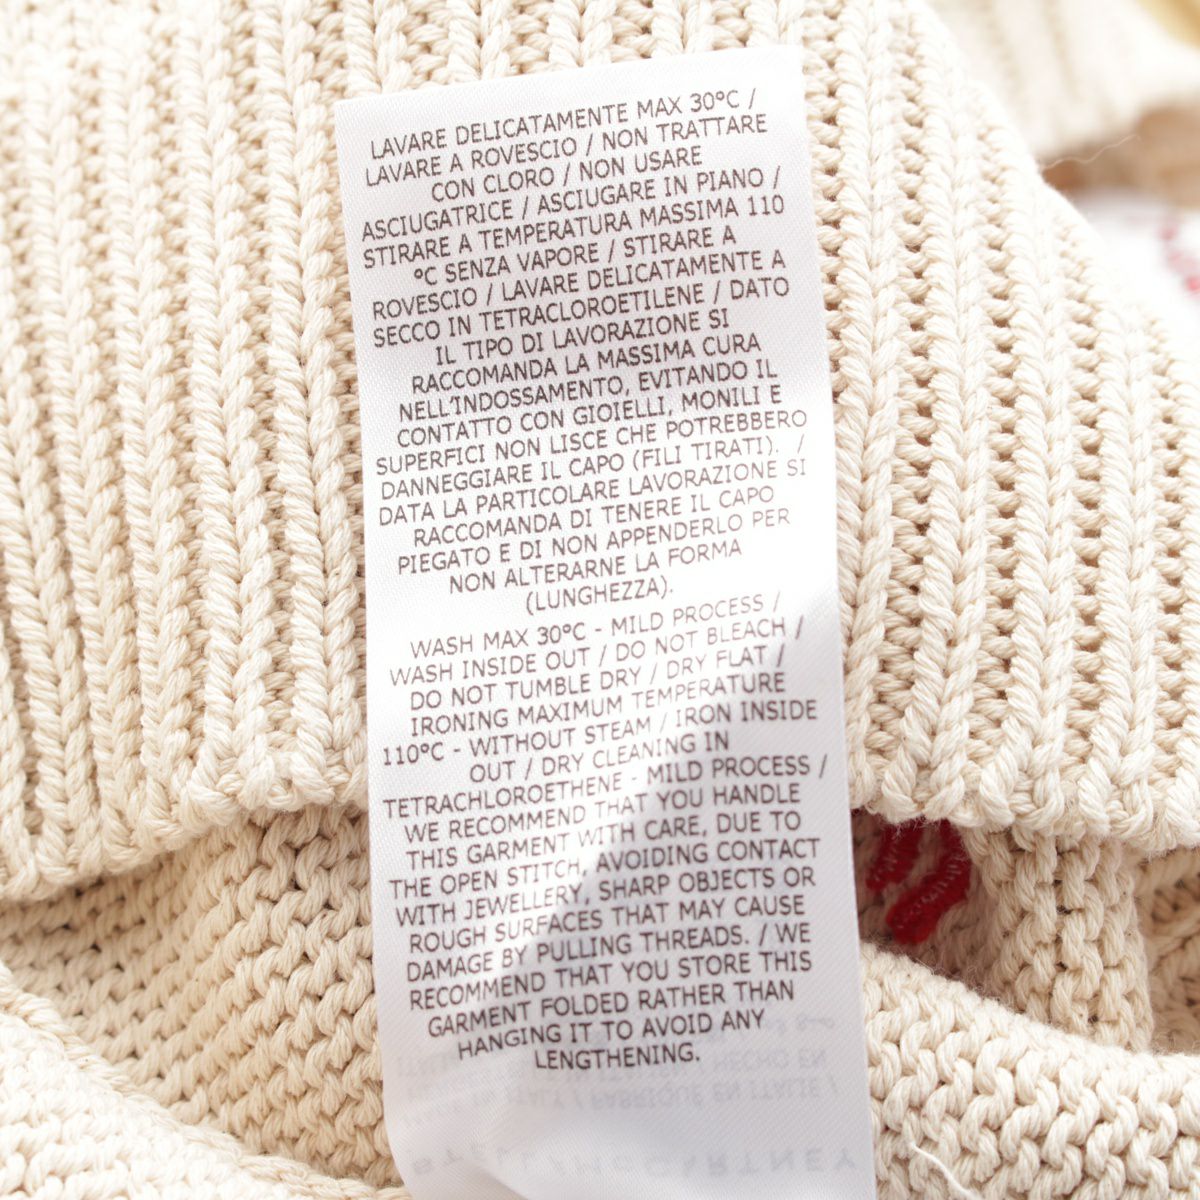 LAVARE DELICATAMENTE MAX 30°C /
LAVARE A ROVESCIO / NON TRATTARE
CON CLORO / NON USARE
ASCIUGATRICE / ASCIUGARE IN PIANO /
STIRARE A TEMPERATURA MASSIMA 110
°C SENZA VAPORE / STIRARE A
ROVESCIO / LAVARE DELICATAMENTE A
SECCO IN TETRACLOROETILENE / DATO
IL TIPO DI LAVORAZIONE SI
RACCOMANDA LA MASSIMA CURA
NELL'INDOSSAMENTO, EVITANDO IL
CONTATTO CON GIOIELLI, MONILI E
SUPERFICI NON LISCE CHE POTREBBERO
DANNEGGIARE IL CAPO (FILI TIRATI). /
DATA LA PARTICOLARE LAVORAZIONE SI
RACCOMANDA DI TENERE IL CAPO
PIEGATO E DI NON APPENDERLO PER
NON ALTERARNE LA FORMA
(LUNGHEZZA).
WASH MAX 30°C - MILD PROCESS /
WASH INSIDE OUT / DO NOT BLEACH /
DO NOT TUMBLE DRY / DRY FLAT /
IRONING MAXIMUM TEMPERATURE
110°C - WITHOUT STEAM / IRON INSIDE
OUT / DRY CLEANING IN
TETRACHLOROETHENE - MILD PROCESS /
WE RECOMMEND THAT YOU HANDLE
THIS GARMENT WITH CARE, DUE TO
THE OPEN STITCH, AVOIDING CONTACT
WITH JEWELLERY, SHARP OBJECTS OR
ROUGH SURFACES THAT MAY CAUSE
DAMAGE BY PULLING THREADS. / WE
RECOMMEND THAT YOU STORE THIS
GARMENT FOLDED RATHER THAN
HANGING IT TO AVOID ANY
LENGTHENING.
HECHO EN
ITALY / FABRIQUÉ EN ITALIE /
STELLA McCARTNEY